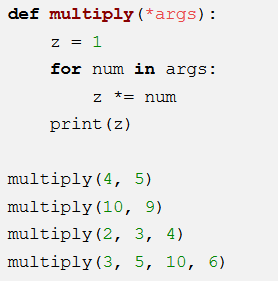 def multiply(*args):
    z = 1
    for num in args:
        z *= num
    print(z)

multiply(4, 5)
multiply(10, 9)
multiply(2, 3, 4)
multiply(3, 5, 10, 6)